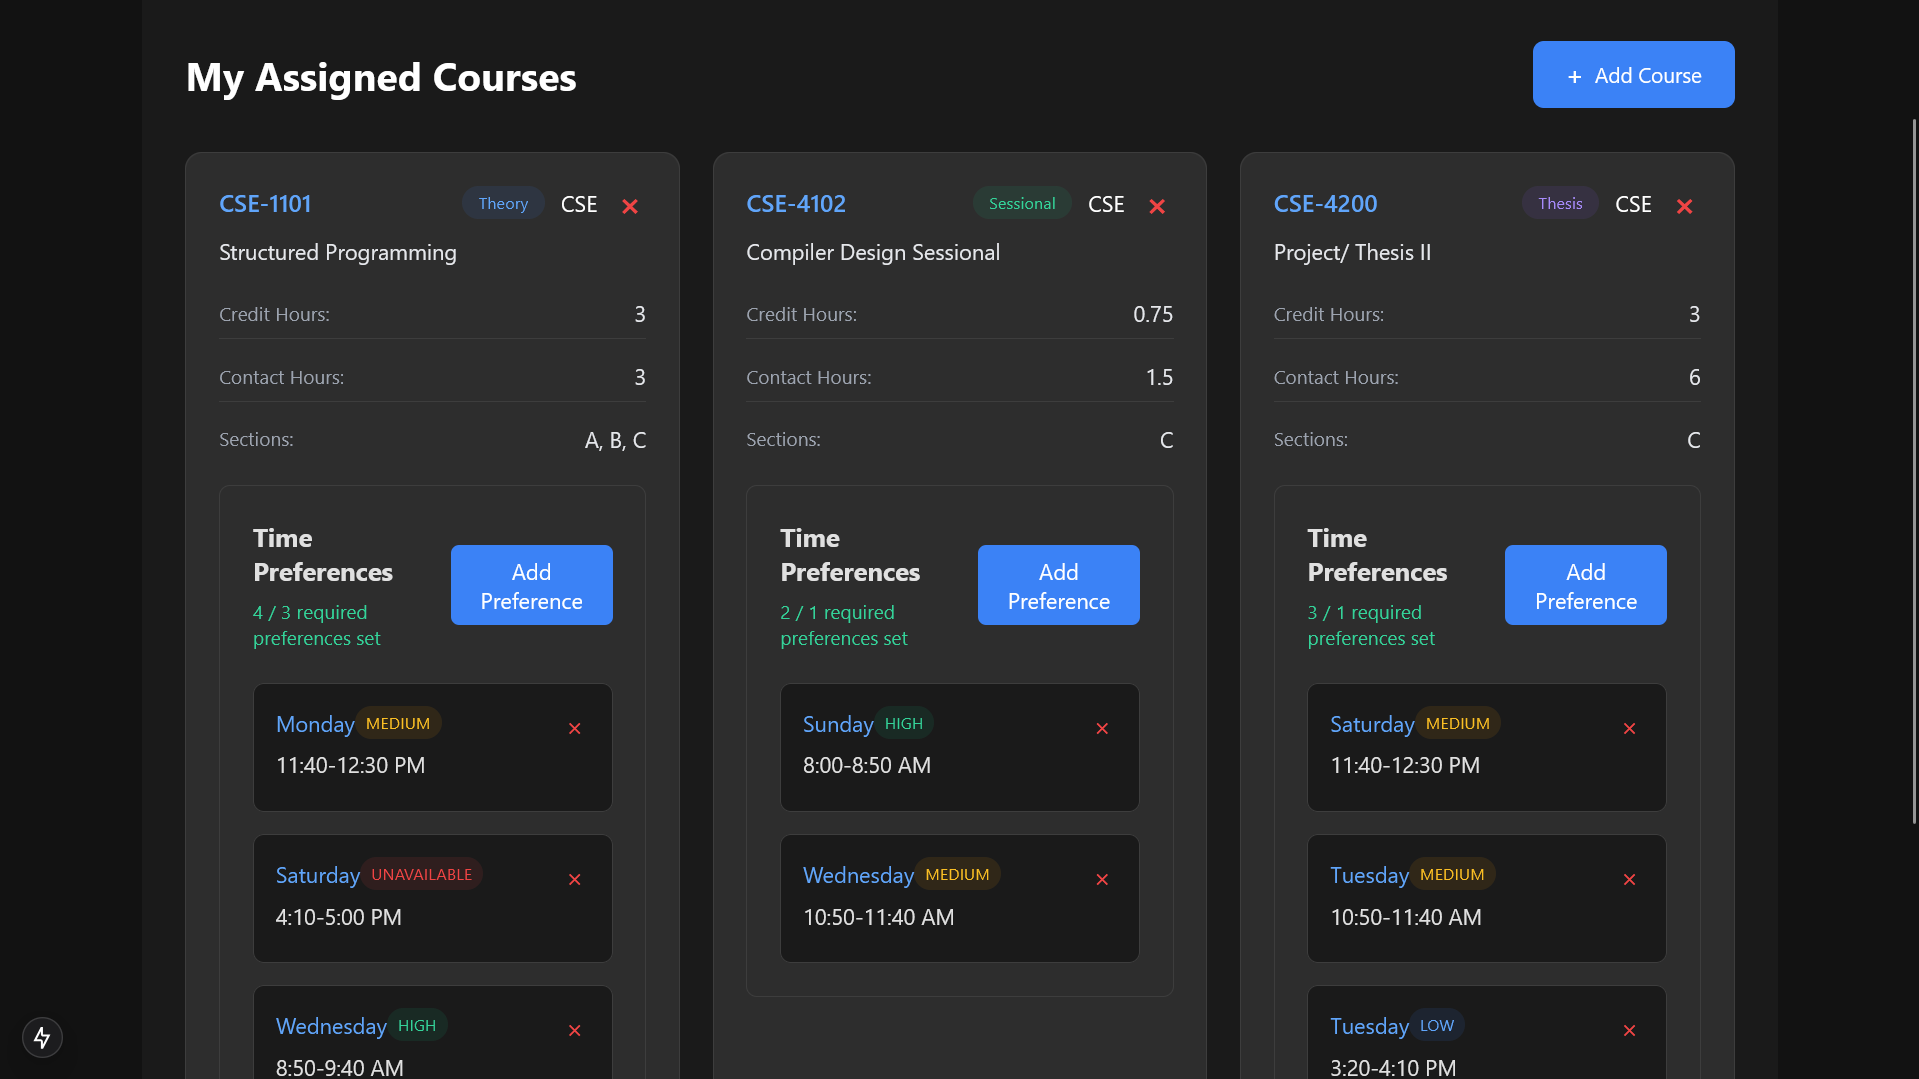 My Assigned Courses
+ Add Course
CSE-1101 Theory CSE ×
Structured Programming
Credit Hours: 3
Contact Hours: 3
Sections: A, B, C
Time
Preferences
4 / 3 required
preferences set
Add
Preference
Monday MEDIUM ×
11:40-12:30 PM
Saturday UNAVAILABLE ×
4:10-5:00 PM
Wednesday HIGH ×
8:50-9:40 AM
CSE-4102 Sessional CSE ×
Compiler Design Sessional
Credit Hours: 0.75
Contact Hours: 1.5
Sections: C
Time
Preferences
2 / 1 required
preferences set
Add
Preference
Sunday HIGH ×
8:00-8:50 AM
Wednesday MEDIUM ×
10:50-11:40 AM
CSE-4200 Thesis CSE ×
Project/ Thesis II
Credit Hours: 3
Contact Hours: 6
Sections: C
Time
Preferences
3 / 1 required
preferences set
Add
Preference
Saturday MEDIUM ×
11:40-12:30 PM
Tuesday MEDIUM ×
10:50-11:40 AM
Tuesday LOW ×
3:20-4:10 PM